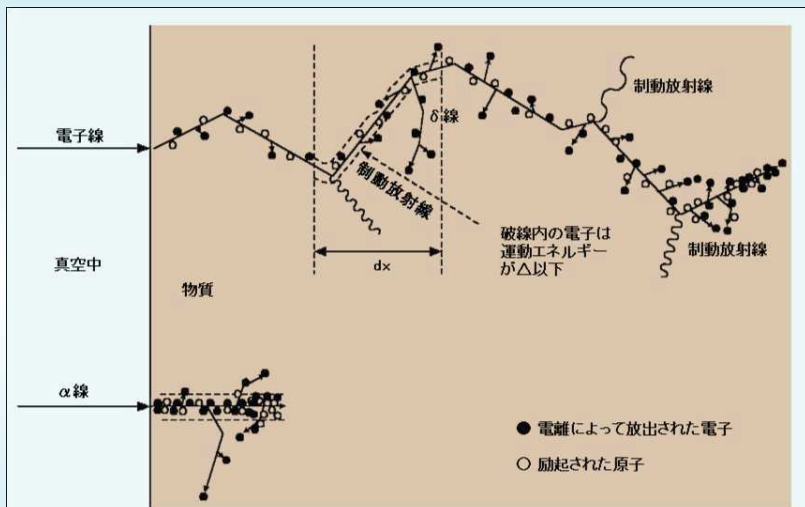 制動放射線
電子線
δ線
制動放射線
破線内の電子は
運動エネルギー
が△以下
dx
制動放射線
真空中
物質
α線
● 電離によって放出された電子
○ 励起された原子